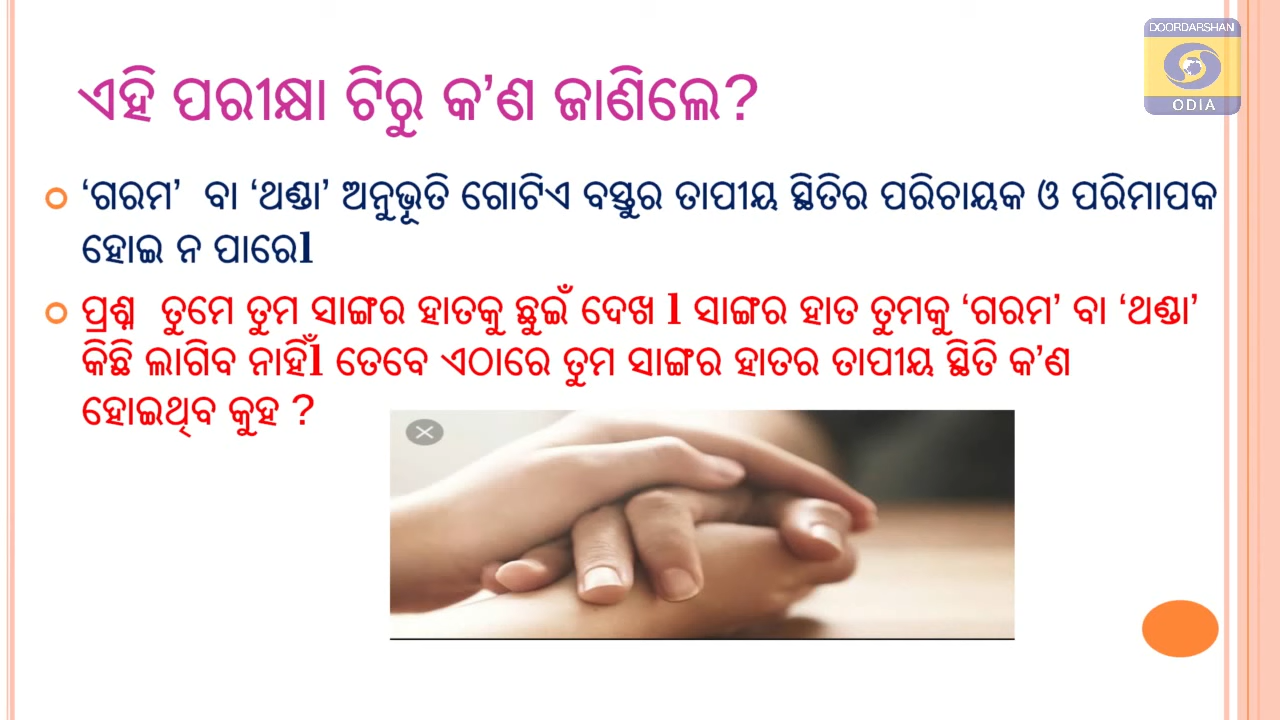 DOORDARSHAN
ODIA
ଏହି ପରୀକ୍ଷା ଟିରୁ କ’ଣ ଜାଣିଲେ?
‘ଗରମ’ ବା ‘ଥଣ୍ଡା’ ଅନୁଭୂତି ଗୋଟିଏ ବସ୍ତୁର ତାପୀୟ ସ୍ଥିତିର ପରିଚାୟକ ଓ ପରିମାପକ
ହୋଇ ନ ପାରେl
ପ୍ରଶ୍ନ ତୁମେ ତୁମ ସାଙ୍ଗର ହାତକୁ ଛୁଇଁ ଦେଖ l ସାଙ୍ଗର ହାତ ତୁମକୁ ‘ଗରମ’ ବା ‘ଥଣ୍ଡା’
କିଛି ଲାଗିବ ନାହିଁl ତେବେ ଏଠାରେ ତୁମ ସାଙ୍ଗର ହାତର ତାପୀୟ ସ୍ଥିତି କ’ଣ
ହୋଇଥିବ କୁହ ?